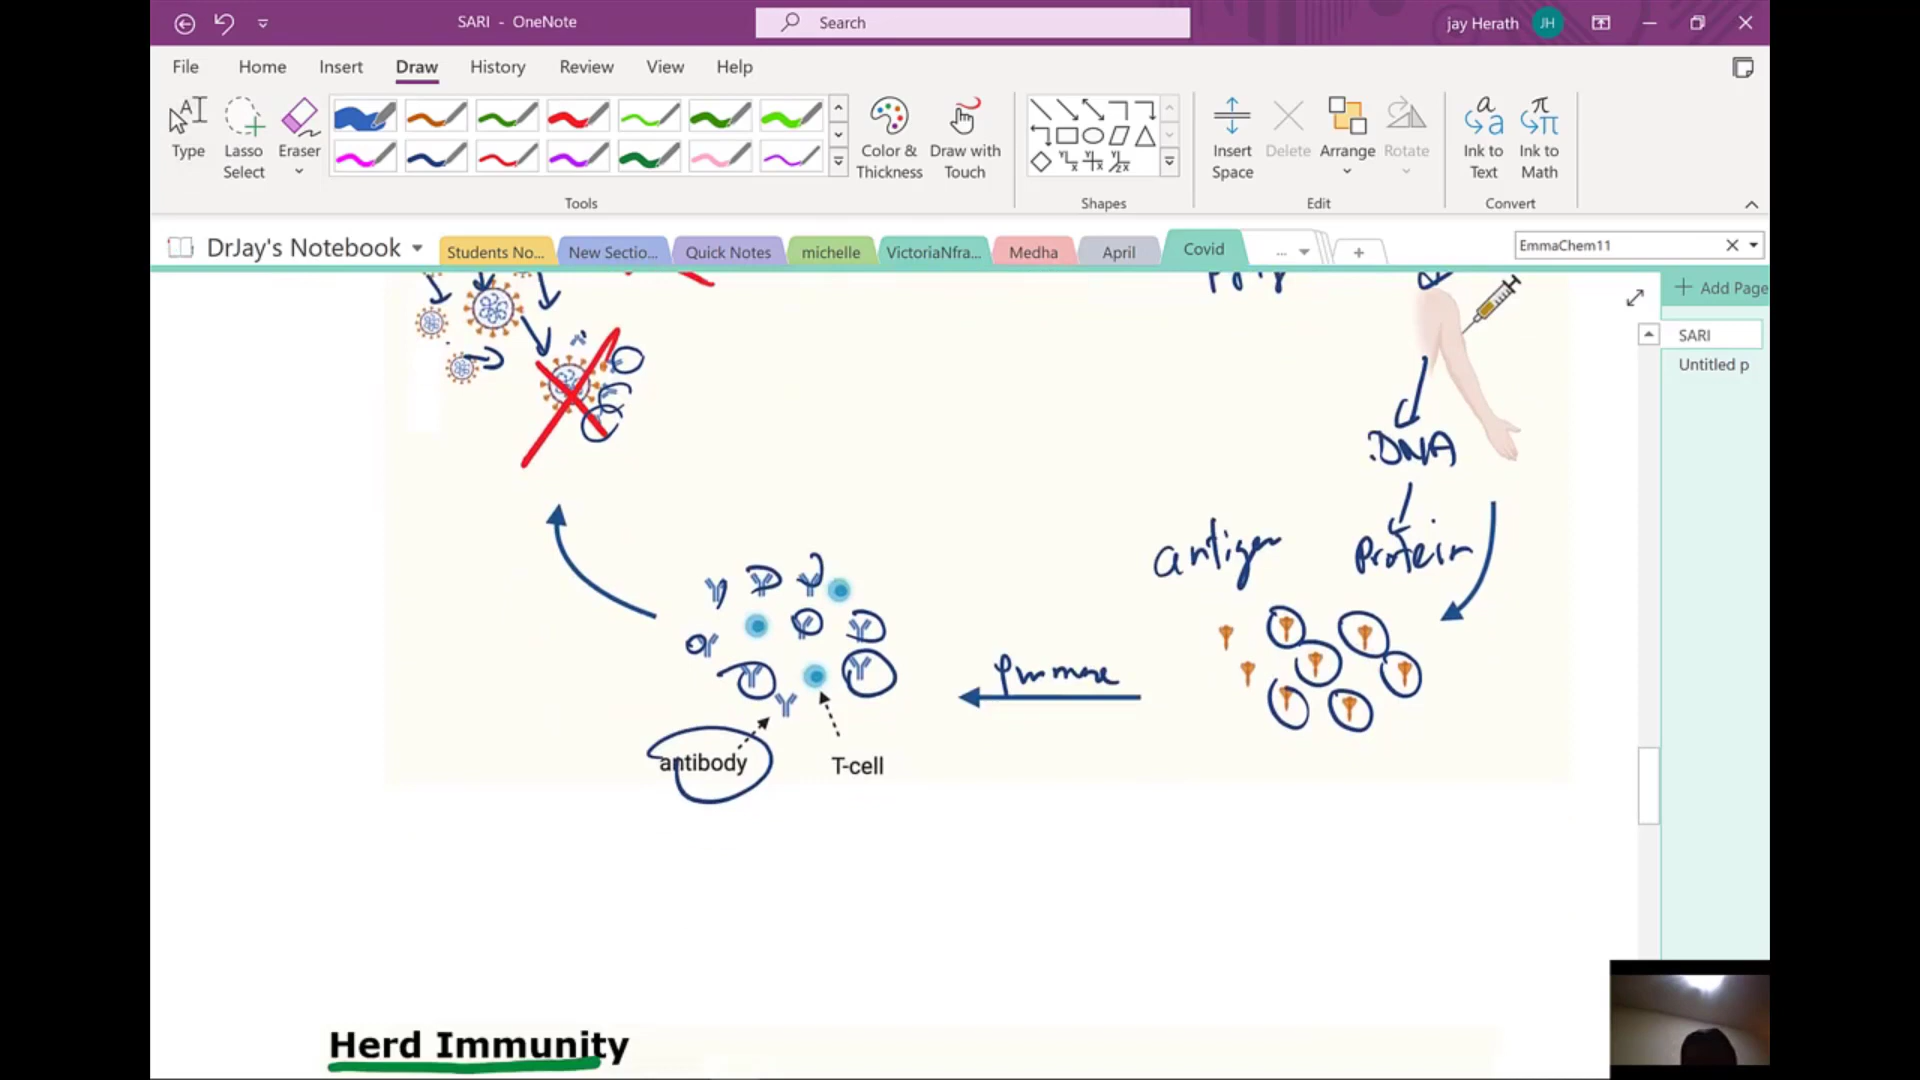 SARI - OneNote
Search
jay Herath
JH
File Home Insert Draw History Review View Help
Type
Lasso Select
Eraser
Color & Thickness
Draw with Touch
Insert Space
Delete
Arrange
Rotate
a
a
Ink to Text
π
π
Ink to Math
Tools
Shapes
Edit
Convert
DrJay's Notebook
Students No...
New Sectio...
Quick Notes
michelle
VictoriaNfra...
Medha
April
Covid
...
EmmaChem11
Add Page
SARI
Untitled p
DNA
antigen
Protein
antibody
T-cell
Herd Immunity